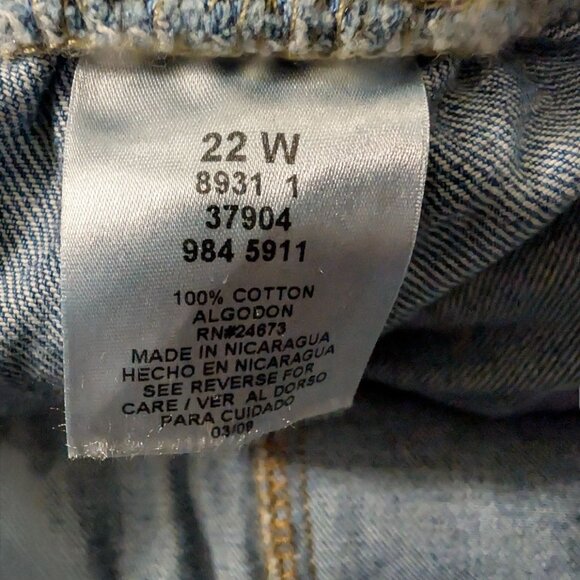 22 W
8931 1
37904
984 5911
100% COTTON
ALGODON
RN#24673
MADE IN NICARAGUA
HECHO EN NICARAGUA
SEE REVERSE FOR
CARE / VER AL DORSO
PARA CUIDADO
03/09